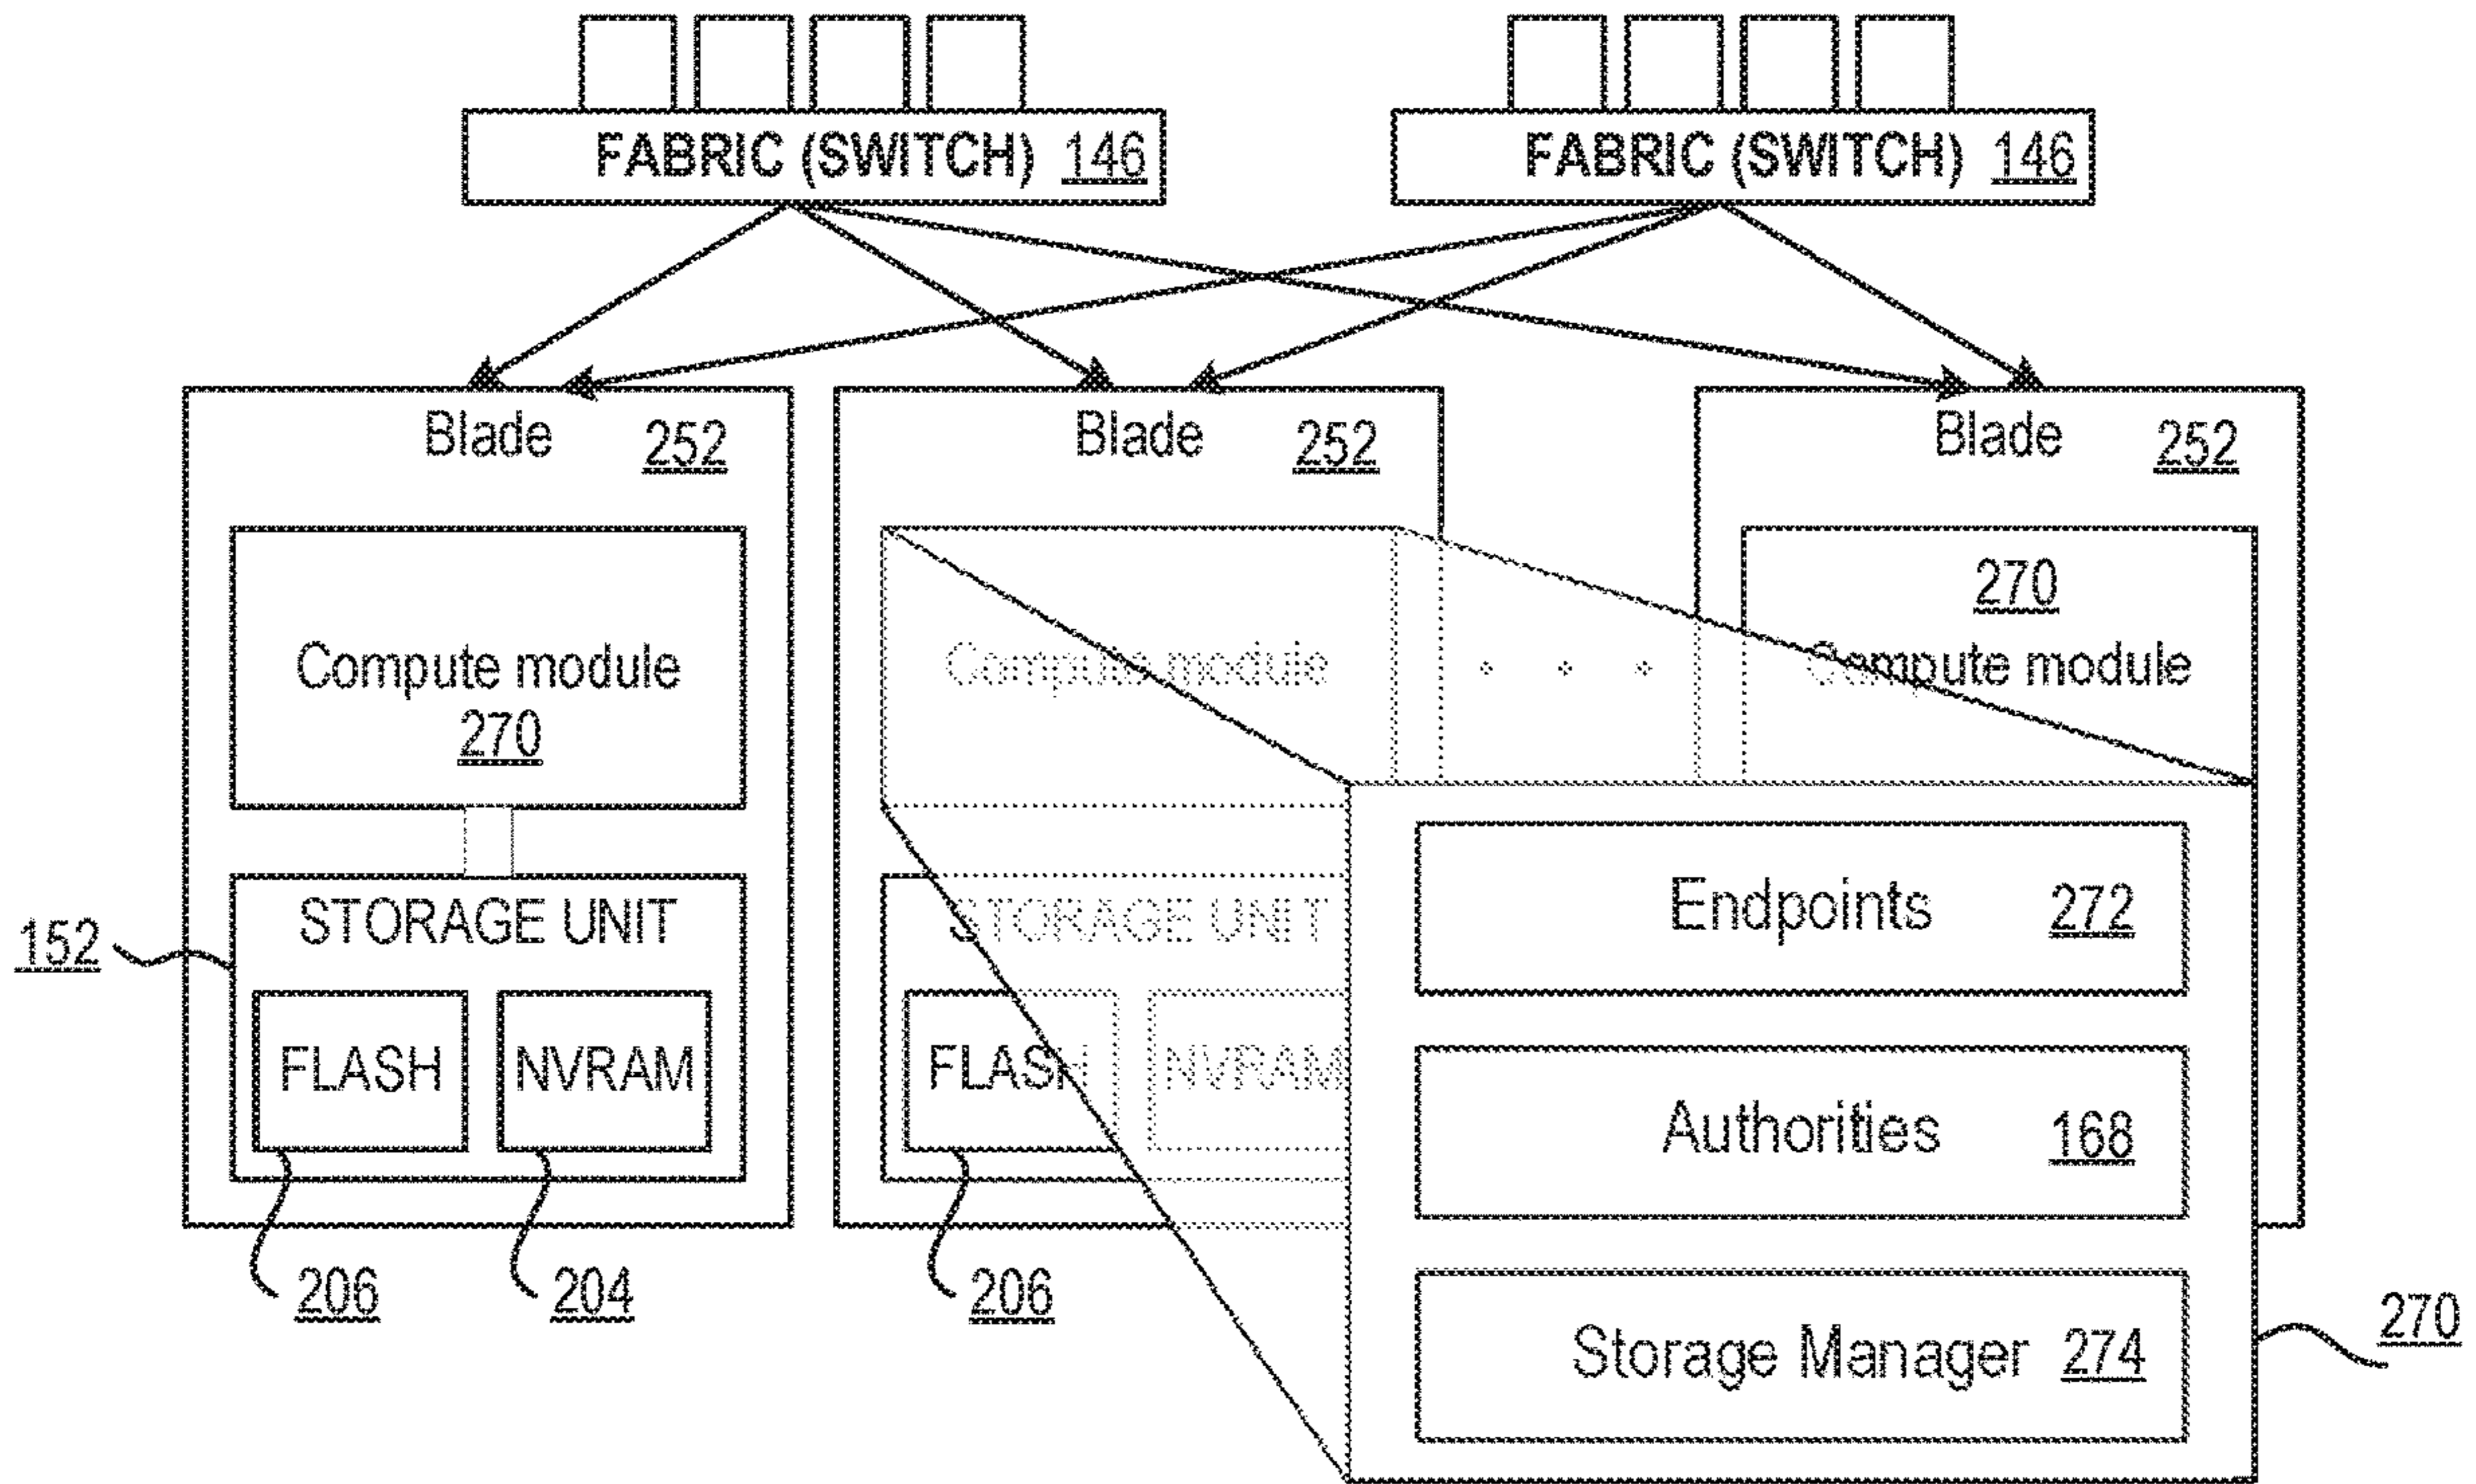 FABRIC (SWITCH) 146
FABRIC (SWITCH) 146
Blade 252
Blade 252
Blade 252
Compute module
270
Compute module
270
Compute module
STORAGE UNIT
152
FLASH
NVRAM
206
204
STORAGE UNIT
FLASH
NVRAM
206
Endpoints 272
Authorities 168
Storage Manager 274
270